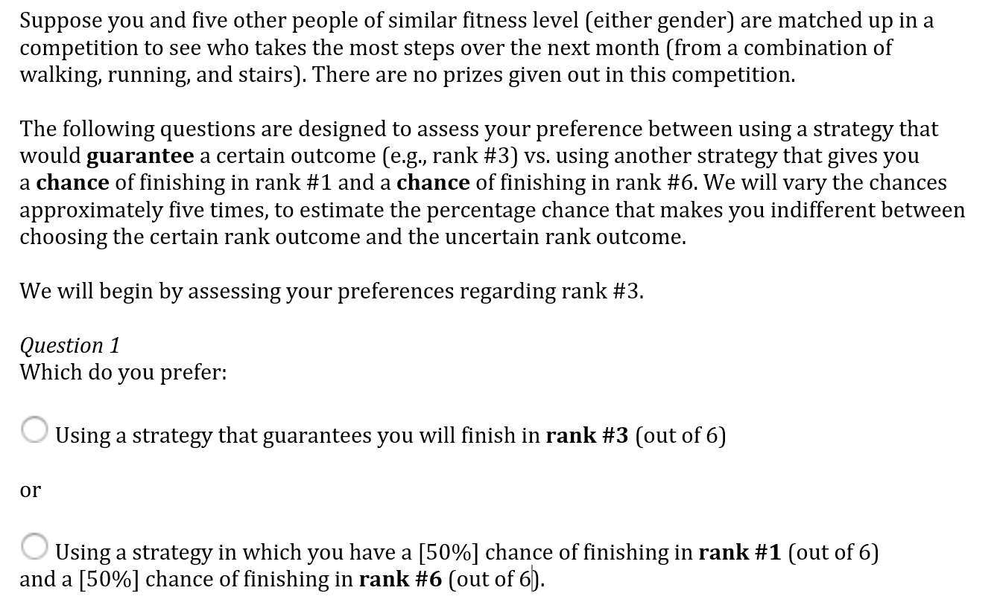 Suppose you and five other people of similar fitness level (either gender) are matched up in a
competition to see who takes the most steps over the next month (from a combination of
walking, running, and stairs). There are no prizes given out in this competition.
The following questions are designed to assess your preference between using a strategy that
would guarantee a certain outcome (e.g., rank #3) vs. using another strategy that gives you
a chance of finishing in rank #1 and a chance of finishing in rank #6. We will vary the chances
approximately five times, to estimate the percentage chance that makes you indifferent between
choosing the certain rank outcome and the uncertain rank outcome.
We will begin by assessing your preferences regarding rank #3.
Question 1
Which do you prefer:
Using a strategy that guarantees you will finish in rank #3 (out of 6)
or
Using a strategy in which you have a [50%] chance of finishing in rank #1 (out of 6)
and a [50%] chance of finishing in rank #6 (out of 6).